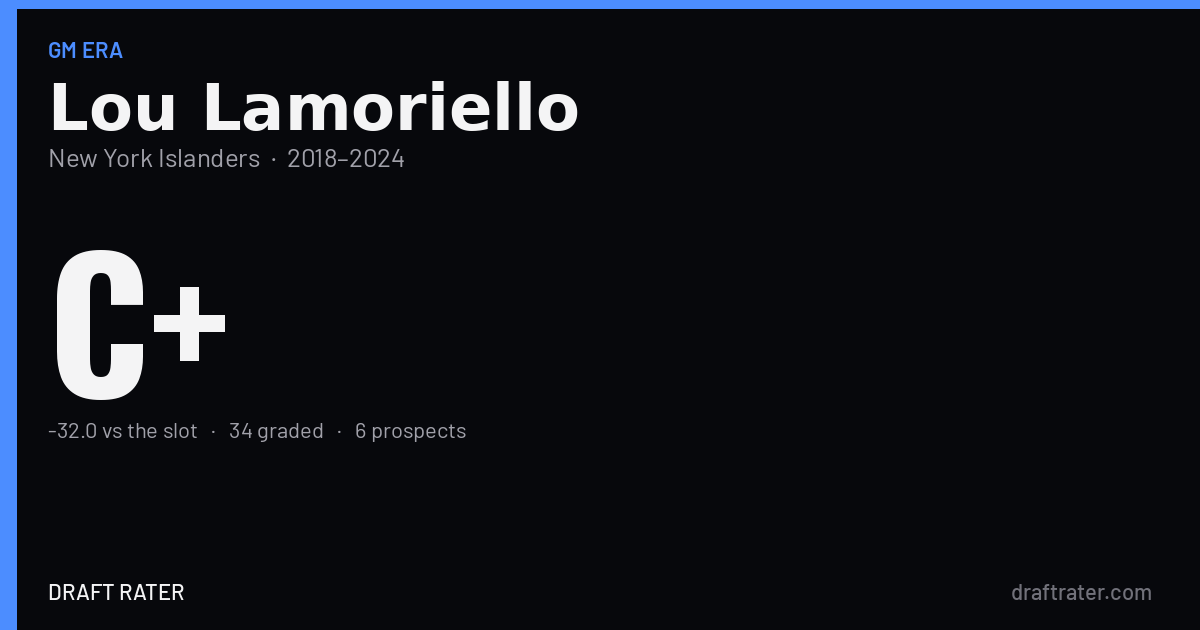 GM ERA
Lou Lamoriello
New York Islanders · 2018–2024
C+
-32.0 vs the slot · 34 graded · 6 prospects
DRAFT RATER
draftrater.com